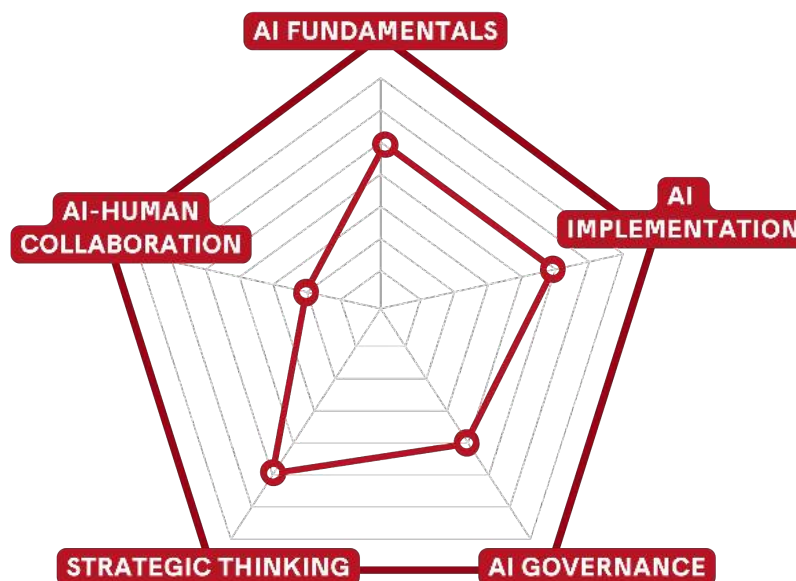 AI FUNDAMENTALS
AI
IMPLEMENTATION
AI-HUMAN
COLLABORATION
STRATEGIC THINKING
AI GOVERNANCE